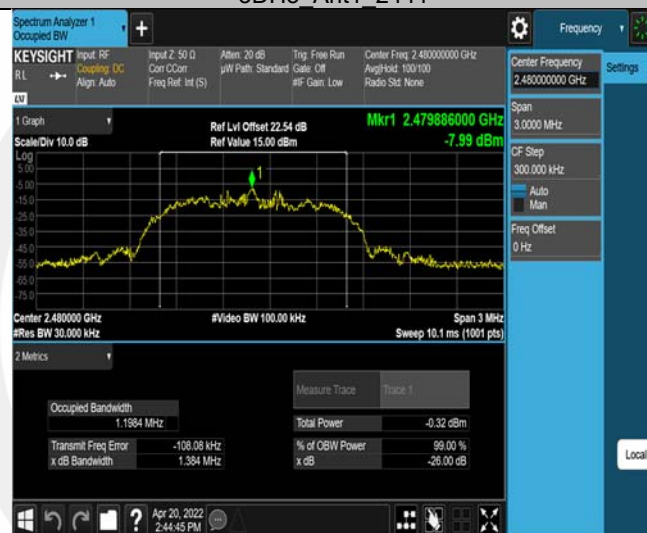 Spectrum Analyzer 1
Occupied BW
Frequency
KEYSIGHT
RL
Input: RF
Coupling: DC
Align: Auto
Input Z: 50 Ω
Corr CCorr
Freq Ref: Int (S)
Atten: 20 dB
µW Path: Standard
Trig: Free Run
Gate: Off
#IF Gain: Low
Center Freq: 2.480000000 GHz
Avg|Hold: 100/100
Radio Std: None
Center Frequency
2.480000000 GHz
Settings
Span
3.0000 MHz
CF Step
300.000 kHz
Auto
Man
Freq Offset
0 Hz
1 Graph
Scale/Div 10.0 dB
Ref Lvl Offset 22.54 dB
Ref Value 15.00 dBm
Mkr1 2.479886000 GHz
-7.99 dBm
Log
5.00
-5.00
-15.0
-25.0
-35.0
-45.0
-55.0
-65.0
-75.0
1
Center 2.480000 GHz
#Res BW 30.000 kHz
#Video BW 100.00 kHz
Span 3 MHz
Sweep 10.1 ms (1001 pts)
2 Metrics
Measure Trace
Trace 1
Occupied Bandwidth
1.1984 MHz
Total Power
-0.32 dBm
Transmit Freq Error
-108.08 kHz
% of OBW Power
99.00 %
x dB Bandwidth
1.384 MHz
x dB
-26.00 dB
Local
Apr 20, 2022
2:44:45 PM